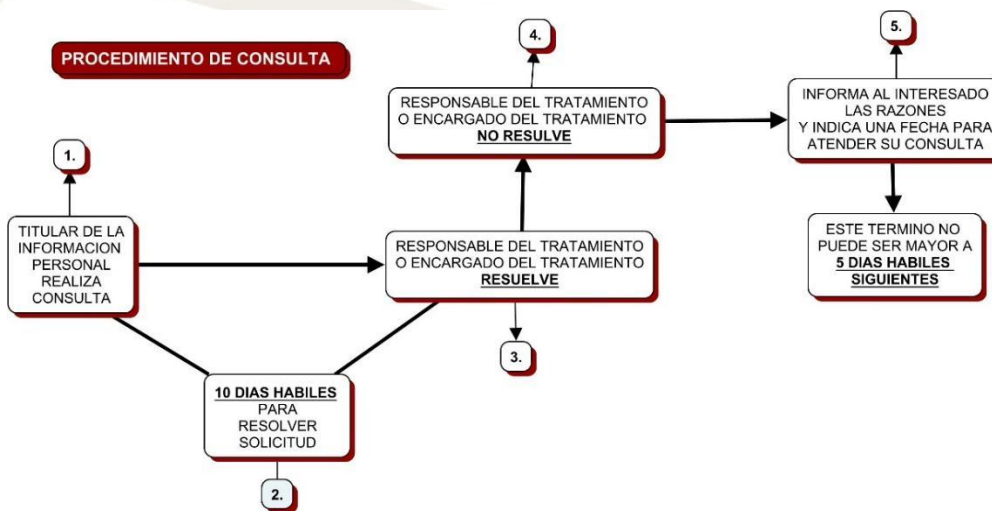 PROCEDIMIENTO DE CONSULTA
1.
TITULAR DE LA
INFORMACION
PERSONAL
REALIZA
CONSULTA
10 DIAS HABILES
PARA
RESOLVER
SOLICITUD
2.
RESPONSABLE DEL TRATAMIENTO
O ENCARGADO DEL TRATAMIENTO
RESUELVE
3.
4.
RESPONSABLE DEL TRATAMIENTO
O ENCARGADO DEL TRATAMIENTO
NO RESULVE
5.
INFORMA AL INTERESADO
LAS RAZONES
Y INDICA UNA FECHA PARA
ATENDER SU CONSULTA
ESTE TERMINO NO
PUEDE SER MAYOR A
5 DIAS HABILES
SIGUIENTES